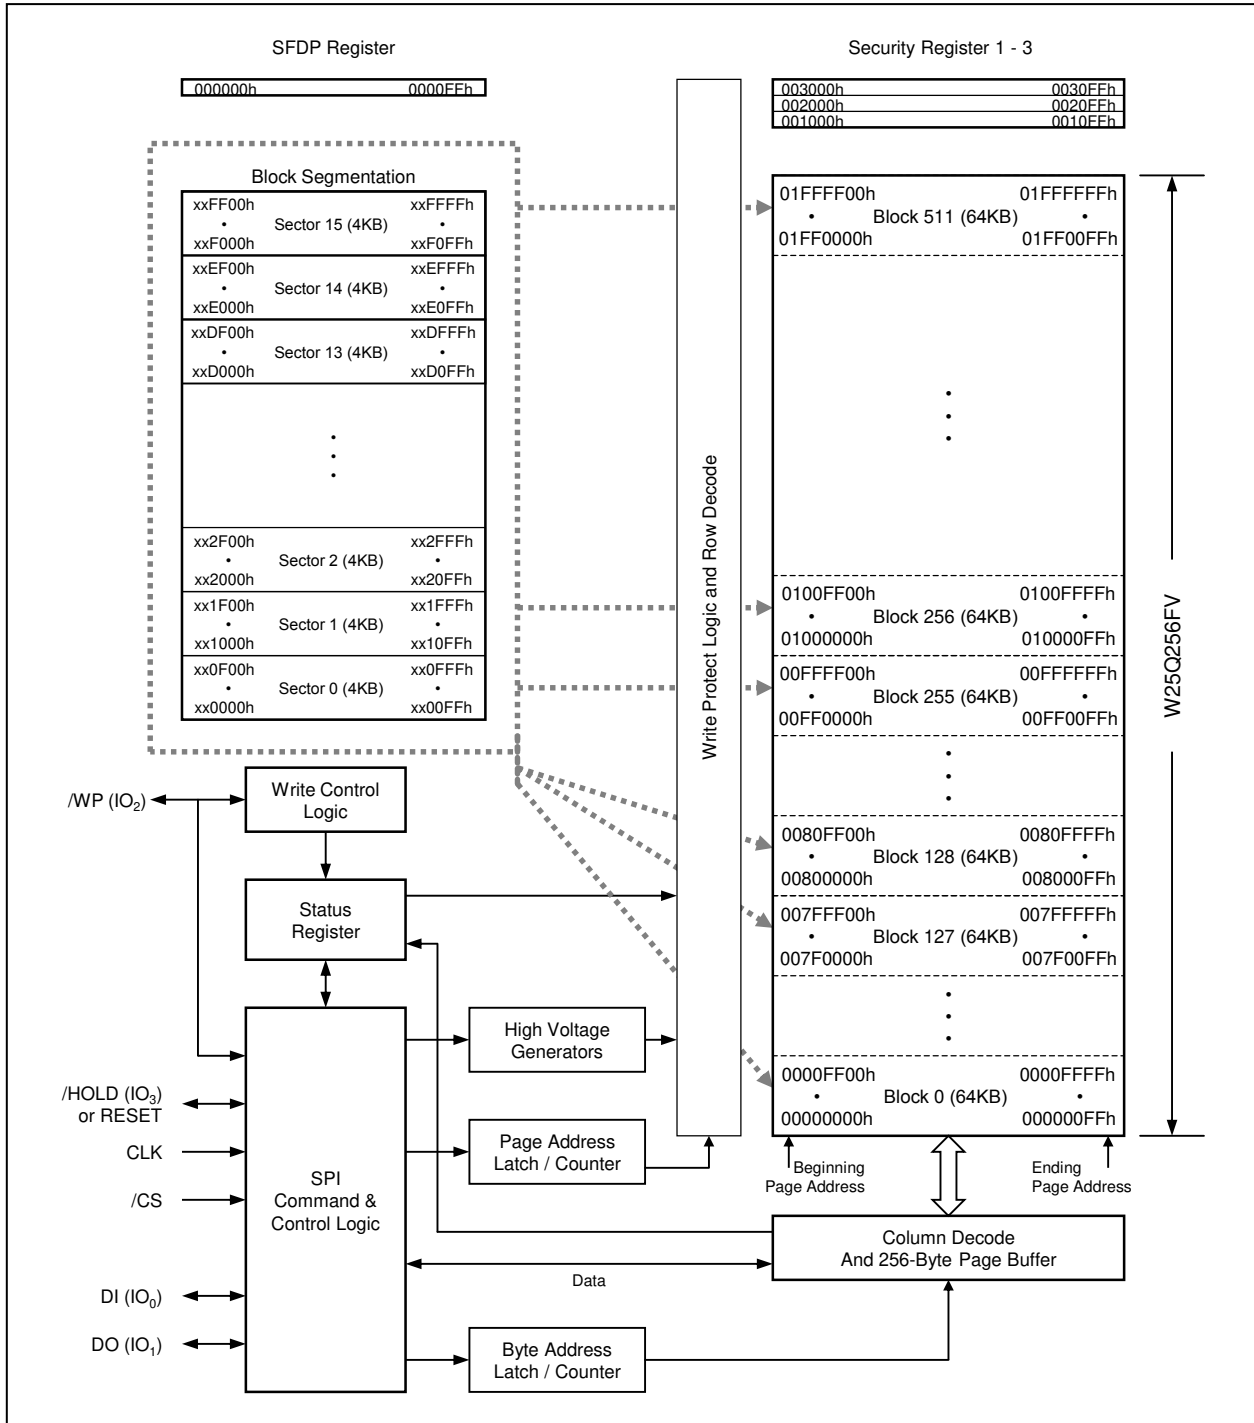 SFDP Register
000000h 0000FFh
Security Register 1 - 3
003000h 0030FFh
002000h 0020FFh
001000h 0010FFh
Block Segmentation
xxFF00h xxFFFFh
• Sector 15 (4KB) •
xxF000h xxF0FFh
xxEF00h xxEFFFh
• Sector 14 (4KB) •
xxE000h xxE0FFh
xxDF00h xxDFFFh
• Sector 13 (4KB) •
xxD000h xxD0FFh
xx2F00h xx2FFFh
• Sector 2 (4KB) •
xx2000h xx20FFh
xx1F00h xx1FFFh
• Sector 1 (4KB) •
xx1000h xx10FFh
xx0F00h xx0FFFh
• Sector 0 (4KB) •
xx0000h xx00FFh
Write Protect Logic and Row Decode
01FFFF00h 01FFFFFFh
• Block 511 (64KB) •
01FF0000h 01FF00FFh
0100FF00h 0100FFFFh
• Block 256 (64KB) •
01000000h 010000FFh
00FFFF00h 00FFFFFFh
• Block 255 (64KB) •
00FF0000h 00FF00FFh
0080FF00h 0080FFFFh
• Block 128 (64KB) •
00800000h 008000FFh
007FFF00h 007FFFFFh
• Block 127 (64KB) •
007F0000h 007F00FFh
0000FF00h 0000FFFFh
• Block 0 (64KB) •
00000000h 000000FFh
W25Q256FV
Beginning
Page Address
Ending
Page Address
/WP (IO₂)
Write Control
Logic
Status
Register
High Voltage
Generators
/HOLD (IO₃)
or RESET
CLK
/CS
SPI
Command &
Control Logic
Page Address
Latch / Counter
Column Decode
And 256-Byte Page Buffer
Data
DI (IO₀)
DO (IO₁)
Byte Address
Latch / Counter